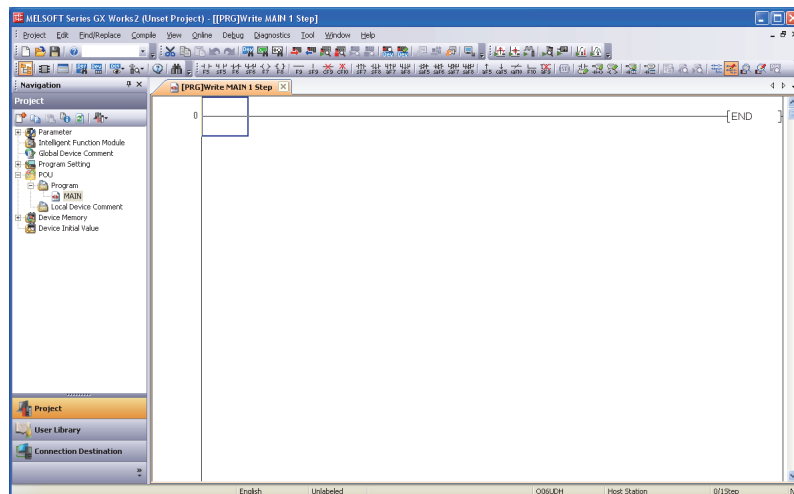 MELSOFT Series GX Works2 (Unset Project) - [[PRG]Write MAIN 1 Step]
Project Edit Find/Replace Compile View Online Debug Diagnostics Tool Window Help
Navigation
[PRG]Write MAIN 1 Step
Project
0 [END ]
Parameter
Intelligent Function Module
Global Device Comment
Program Setting
POU
Program
MAIN
Local Device Comment
Device Memory
Device Initial Value
Project
User Library
Connection Destination
English Unlabeled Q06UDH Host Station 0/1Step